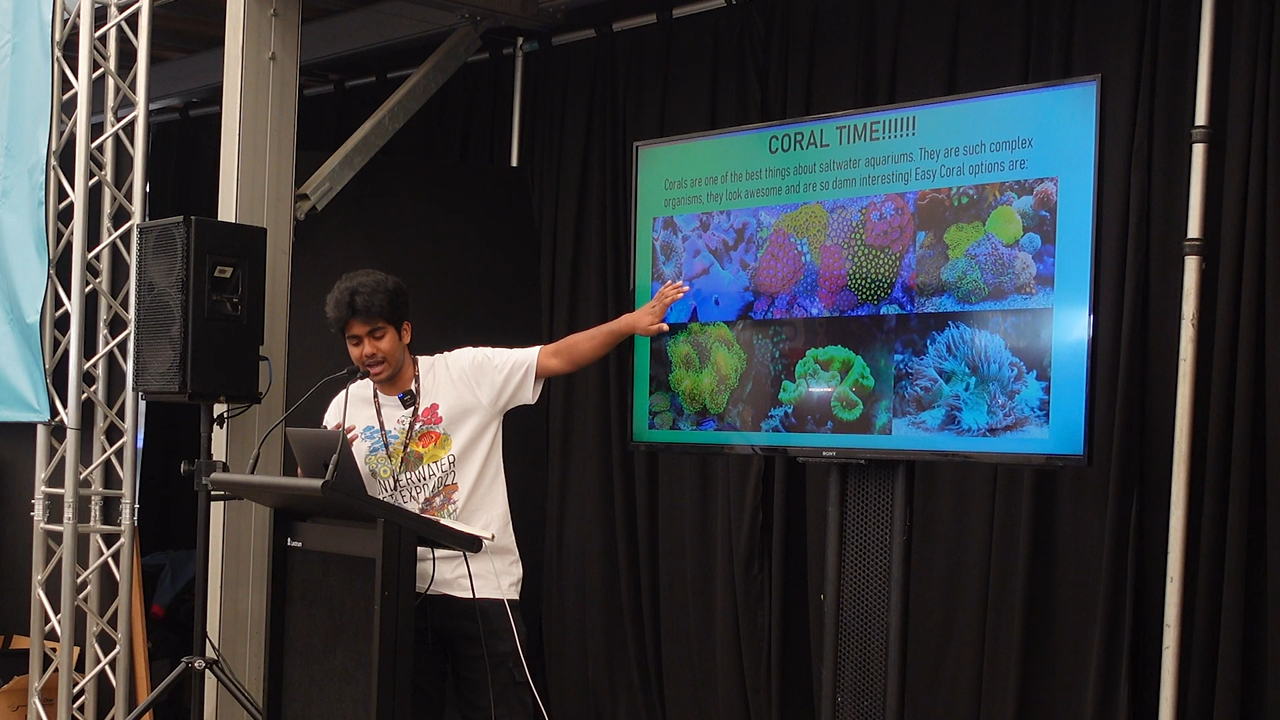 CORAL TIME!!!!!!
Corals are one of the best things about saltwater aquariums. They are such complex
organisms, they look awesome and are so damn interesting! Easy Coral options are:
SONY
UNDERWATER
EXPO 2022